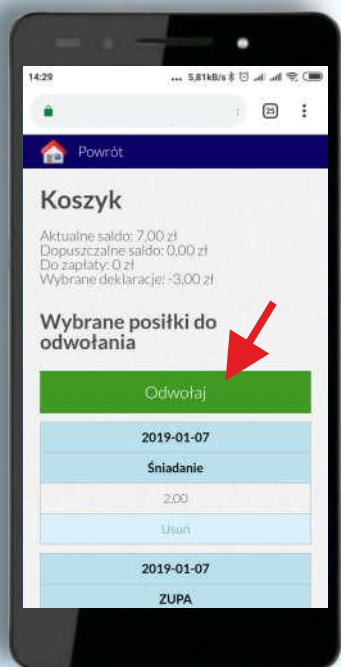 14:29
... 5,81kB/s
25
Powrót
Koszyk
Aktualne saldo: 7,00 zł
Dopuszczalne saldo: 0,00 zł
Do zapłaty: 0 zł
Wybrane deklaracje: -3,00 zł
Wybrane posiłki do
odwołania
Odwołaj
2019-01-07
Śniadanie
2,00
Usuń
2019-01-07
ZUPA